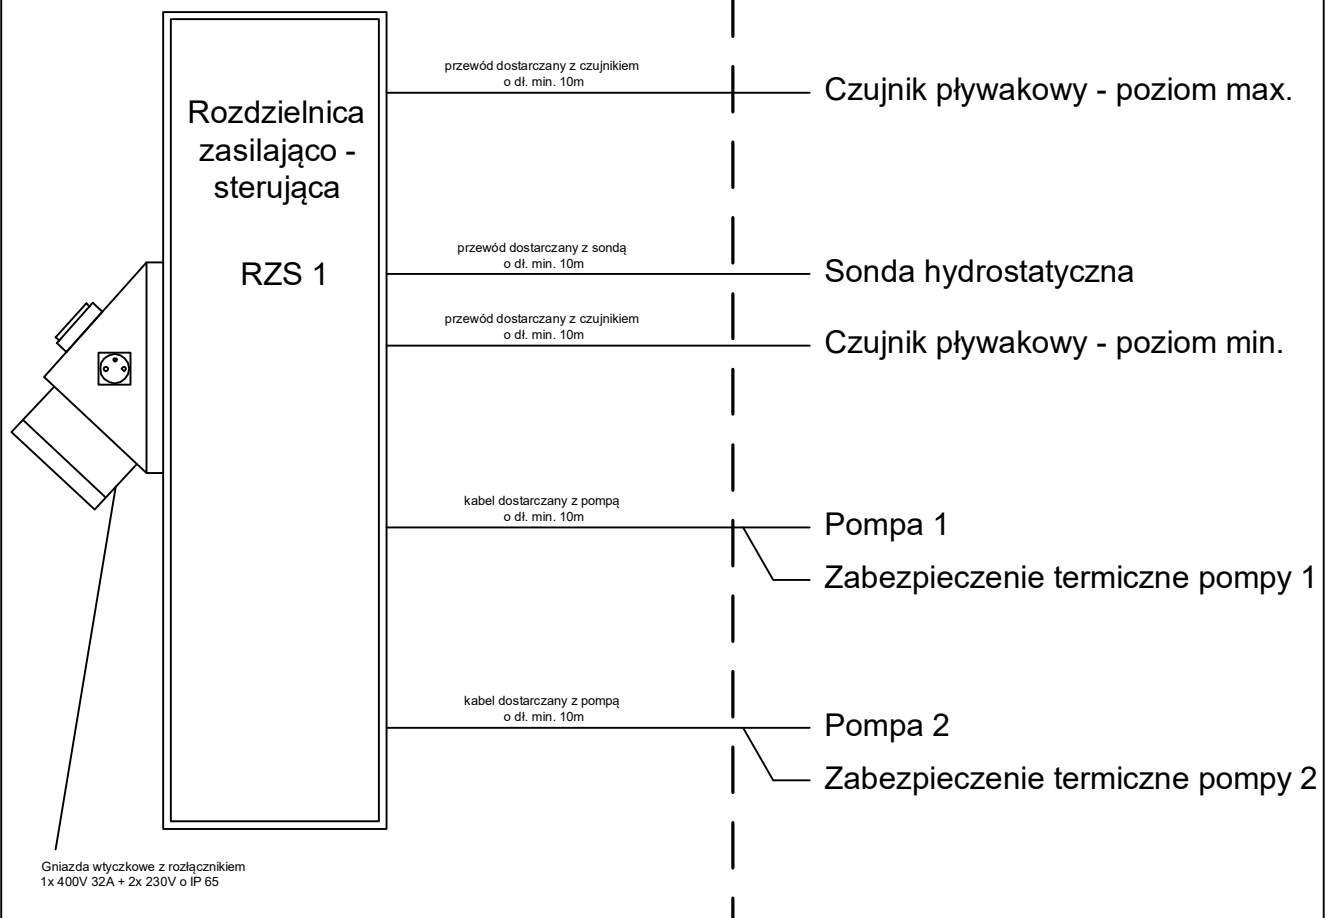 Rozdzielnica
zasilająco -
sterująca
RZS 1
przewód dostarczany z czujnikiem
o dł. min. 10m
Czujnik pływakowy - poziom max.
przewód dostarczany z sondą
o dł. min. 10m
Sonda hydrostatyczna
przewód dostarczany z czujnikiem
o dł. min. 10m
Czujnik pływakowy - poziom min.
kabel dostarczany z pompą
o dł. min. 10m
Pompa 1
Zabezpieczenie termiczne pompy 1
kabel dostarczany z pompą
o dł. min. 10m
Pompa 2
Zabezpieczenie termiczne pompy 2
Gniazda wtyczkowe z rozłącznikiem
1x 400V 32A + 2x 230V o IP 65